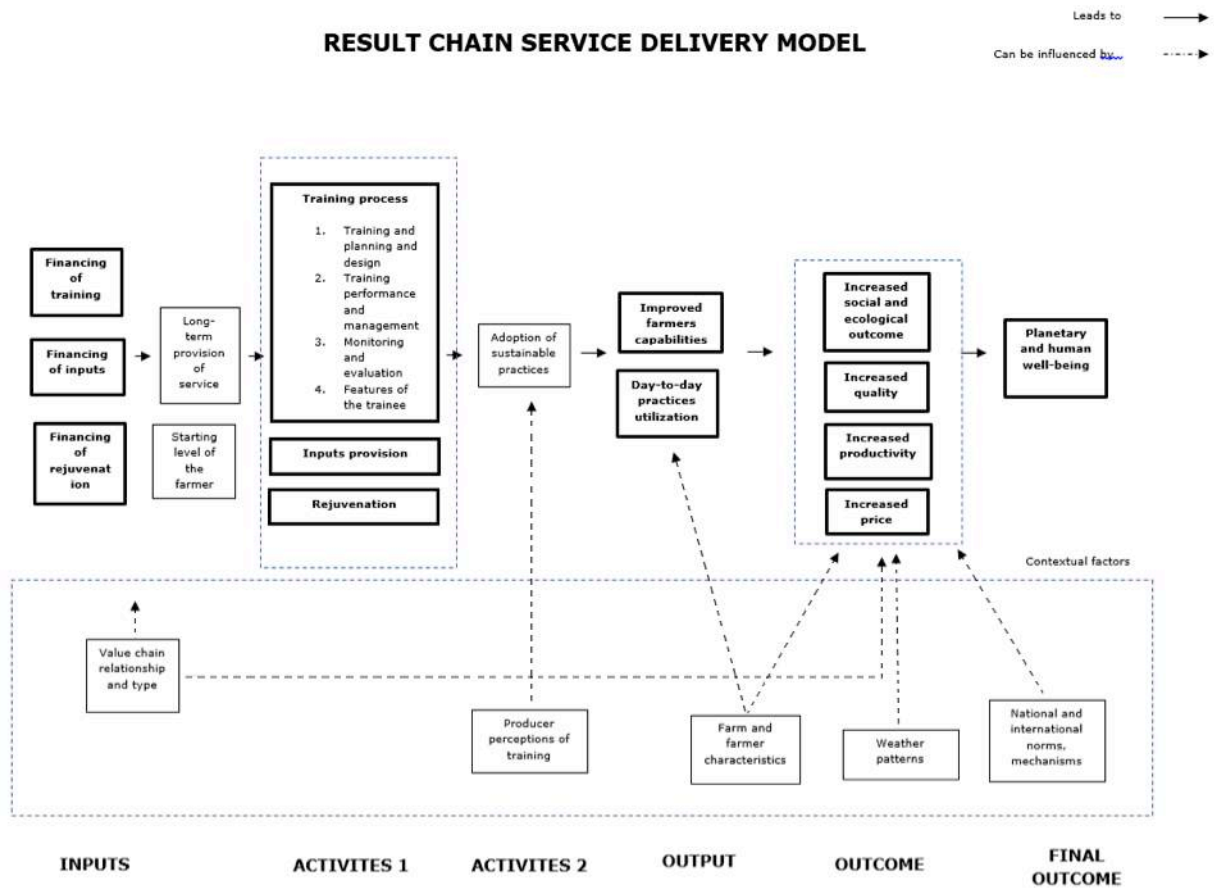 Leads to
RESULT CHAIN SERVICE DELIVERY MODEL
Can be influenced by
Training process
1. Training and
planning and
design
2. Training
performance
and
management
3. Monitoring
and
evaluation
4. Features of
the trainee
Inputs provision
Rejuvenation
Financing
of
training
Financing
of inputs
Financing
of
rejuvenat
ion
Long-
term
provision
of
service
Starting
level of
the
farmer
Adoption of
sustainable
practices
Improved
farmers
capabilities
Day-to-day
practices
utilization
Increased
social and
ecological
outcome
Increased
quality
Increased
productivity
Increased
price
Planetary
and human
well-being
Contextual factors
Value chain
relationship
and type
Producer
perceptions of
training
Farm and
farmer
characteristics
Weather
patterns
National and
international
norms,
mechanisms
INPUTS
ACTIVITES 1
ACTIVITES 2
OUTPUT
OUTCOME
FINAL
OUTCOME